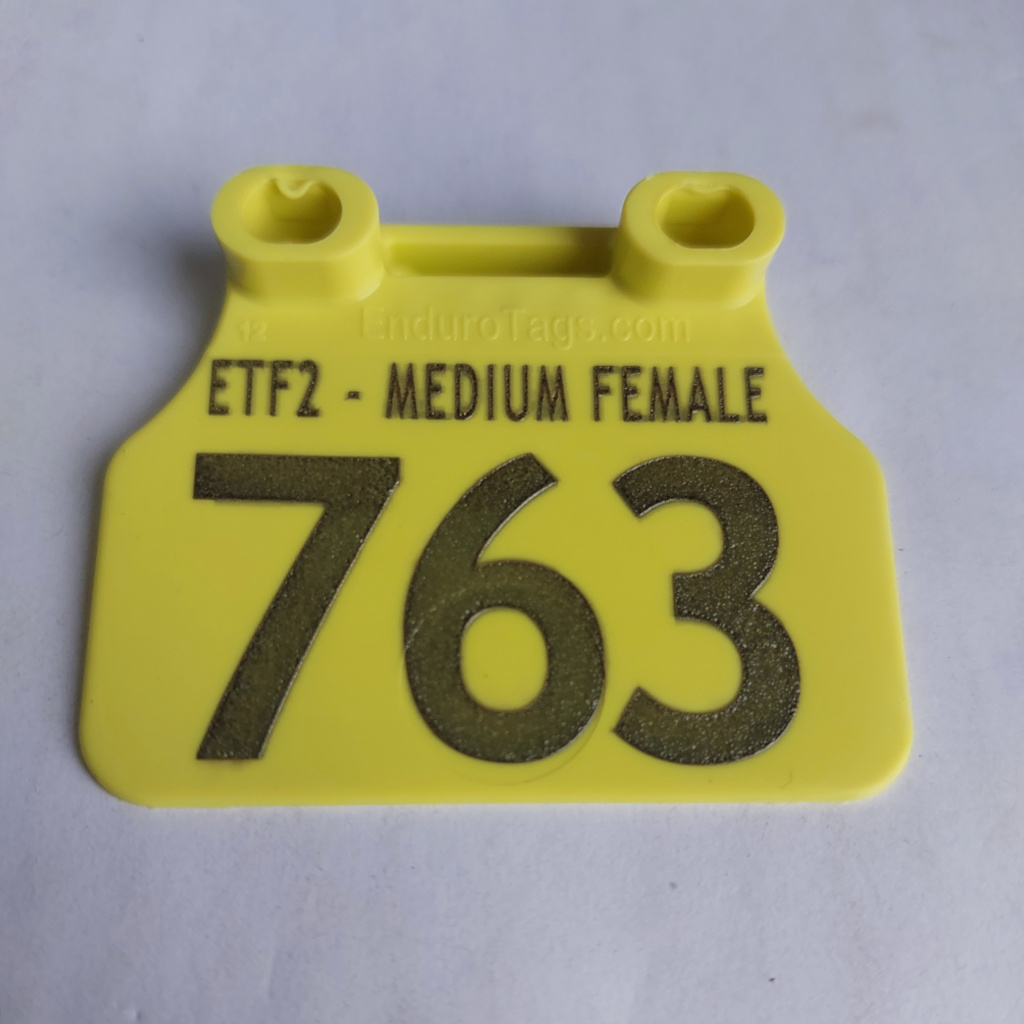 12 EnduroTags.com
ETF2 - MEDIUM FEMALE
763